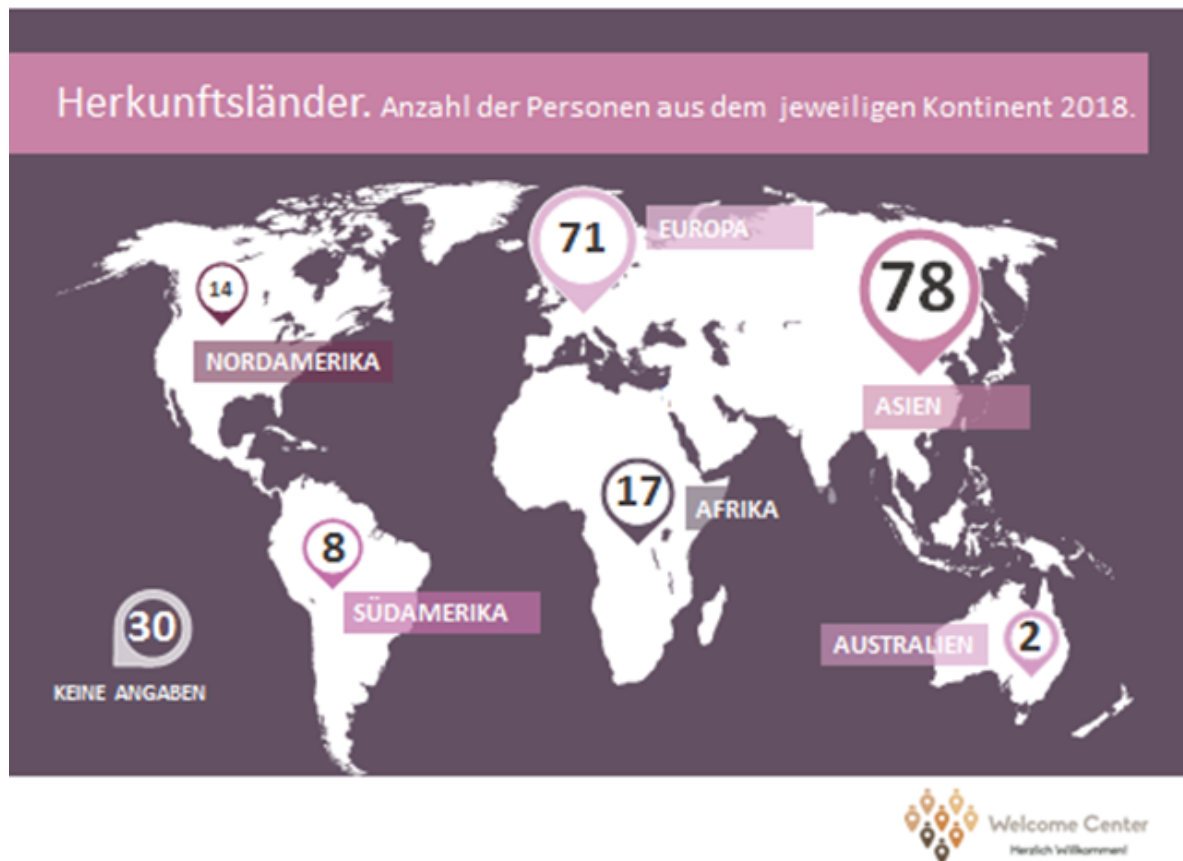 Herkunftsländer. Anzahl der Personen aus dem jeweiligen Kontinent 2018.
71
EUROPA
78
ASIEN
14
NORDAMERIKA
17
AFRIKA
8
SÜDAMERIKA
30
KEINE ANGABEN
AUSTRALIEN
2
Welcome Center
Herzlich Willkommen!